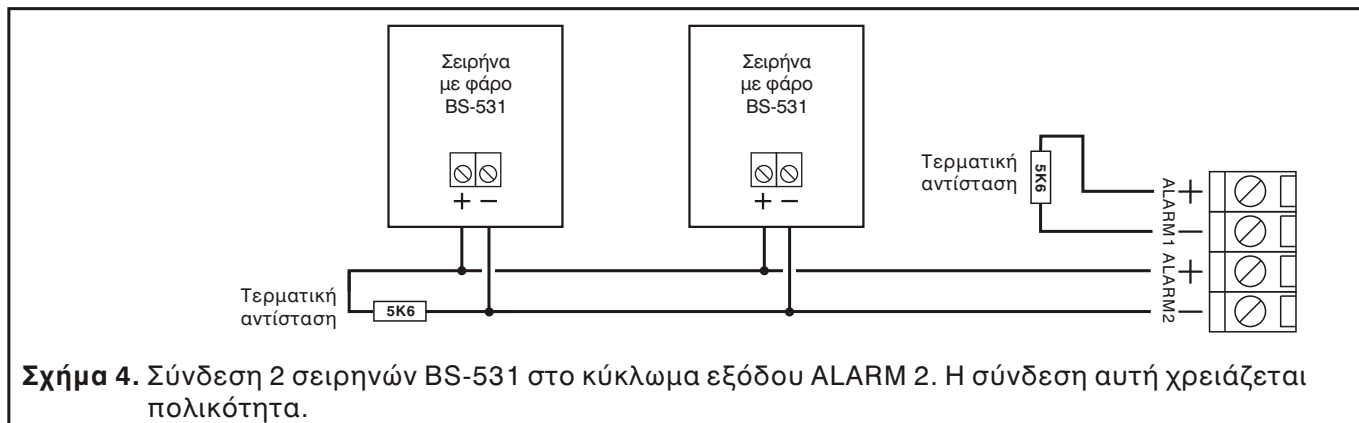 Σειρήνα
με φάρο
BS-531
+ −
Σειρήνα
με φάρο
BS-531
+ −
Τερματική
αντίσταση
5K6
ALARM1
+
−
ALARM2
+
−
Τερματική
αντίσταση
5K6
Σχήμα 4. Σύνδεση 2 σειρηνών BS-531 στο κύκλωμα εξόδου ALARM 2. Η σύνδεση αυτή χρειάζεται
πολικότητα.